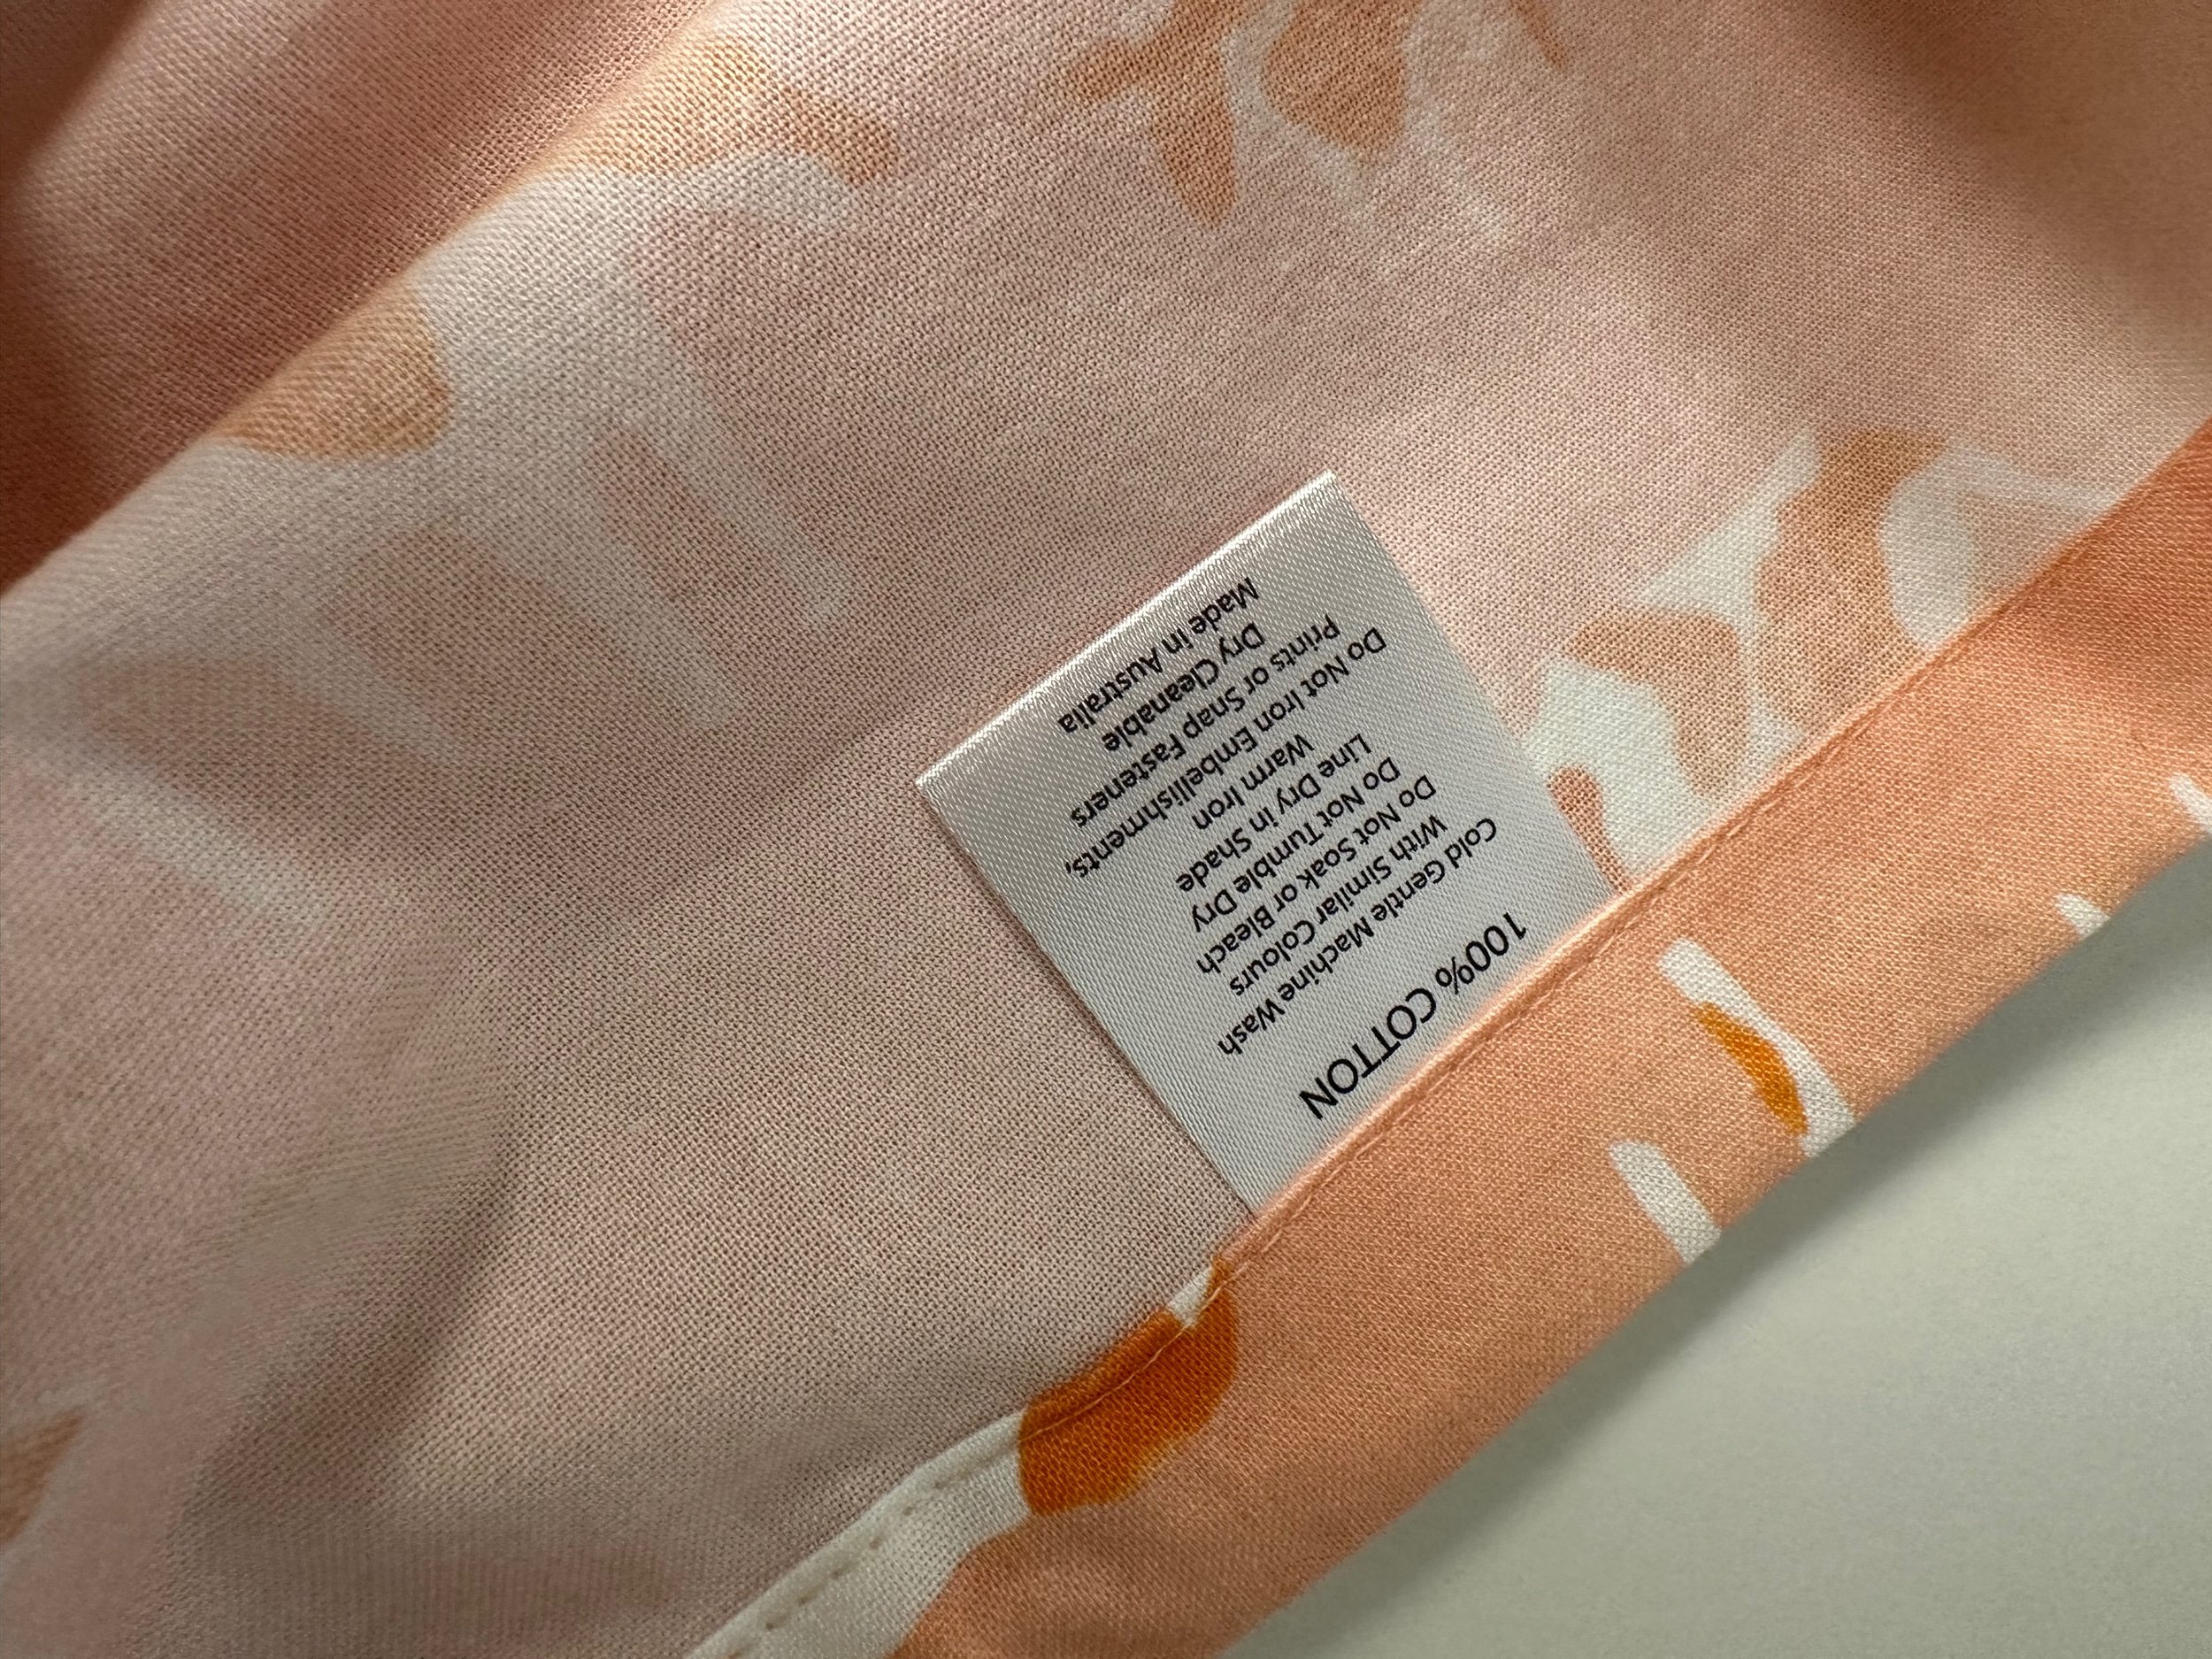 100% COTTON
Cold Gentle Machine Wash
With Similar Colours
Do Not Soak or Bleach
Do Not Tumble Dry
Line Dry in Shade
Warm Iron
Do Not Iron Embellishments,
Prints or Snap Fasteners
Dry Cleanable
Made in Australia